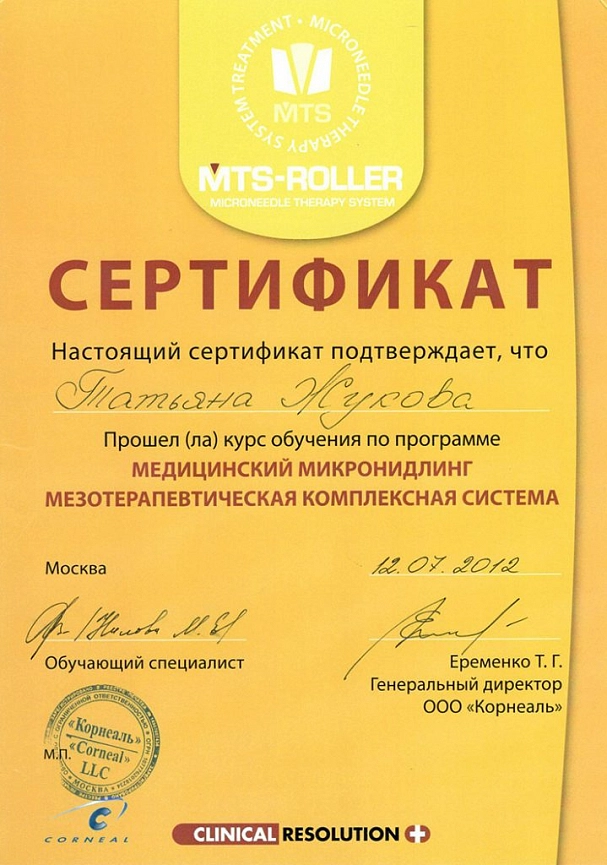 MICRONEEDLE THERAPY SYSTEM TREATMENT •
MTS
MTS-ROLLER
MICRONEEDLE THERAPY SYSTEM
СЕРТИФИКАТ
Настоящий сертификат подтверждает, что
Татьяна Жукова
Прошел (ла) курс обучения по программе
МЕДИЦИНСКИЙ МИКРОНИДЛИНГ
МЕЗОТЕРАПЕВТИЧЕСКАЯ КОМПЛЕКСНАЯ СИСТЕМА
Москва
12.07.2012
Обучающий специалист
Еременко Т. Г.
Генеральный директор
ООО «Корнеаль»
«Корнеаль»
«Corneal»
LLC
МОСКВА
М.П.
CORNEAL
CLINICAL RESOLUTION